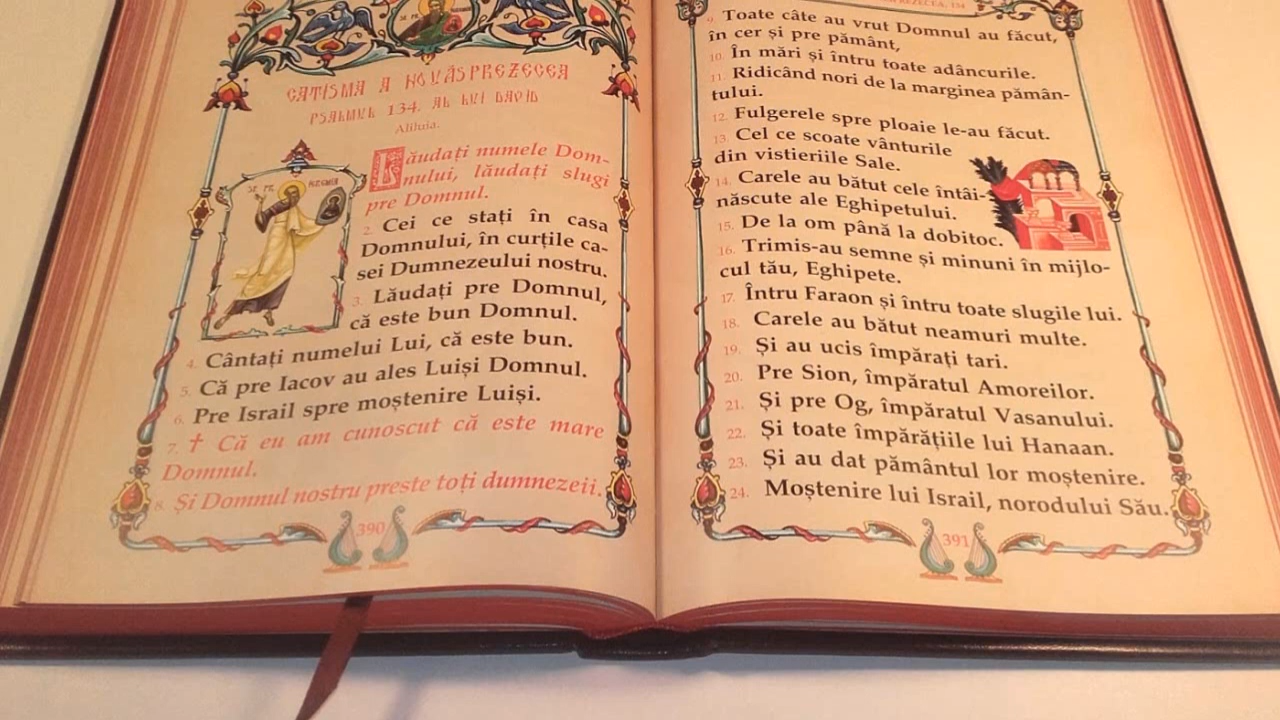 CATISMA A NOUĂSPREZECEA
PSALMUL 134. AL LUI DAVID
Aliluia.
Lăudați numele Dom-
nului, lăudați slugi
pre Domnul.
2. Cei ce stați în casa
Domnului, în curțile ca-
sei Dumnezeului nostru.
3. Lăudați pre Domnul,
că este bun Domnul.
4. Cântați numelui Lui, că este bun.
5. Că pre Iacov au ales Luiși Domnul.
6. Pre Israil spre moștenire Luiși.
7. † Că eu am cunoscut că este mare
Domnul.
8. Și Domnul nostru preste toți dumnezeii.
390
134
9. Toate câte au vrut Domnul au făcut,
în cer și pre pământ,
10. În mări și întru toate adâncurile.
11. Ridicând nori de la marginea pămân-
tului.
12. Fulgerele spre ploaie le-au făcut.
13. Cel ce scoate vânturile
din vistieriile Sale.
14. Carele au bătut cele întâi-
născute ale Eghipetului.
15. De la om până la dobitoc.
16. Trimis-au semne și minuni în mijlo-
cul tău, Eghipete.
17. Întru Faraon și întru toate slugile lui.
18. Carele au bătut neamuri multe.
19. Și au ucis împărați tari.
20. Pre Sion, împăratul Amoreilor.
21. Și pre Og, împăratul Vasanului.
22. Și toate împărățiile lui Hanaan.
23. Și au dat pământul lor moștenire.
24. Moștenire lui Israil, norodului Său.
391